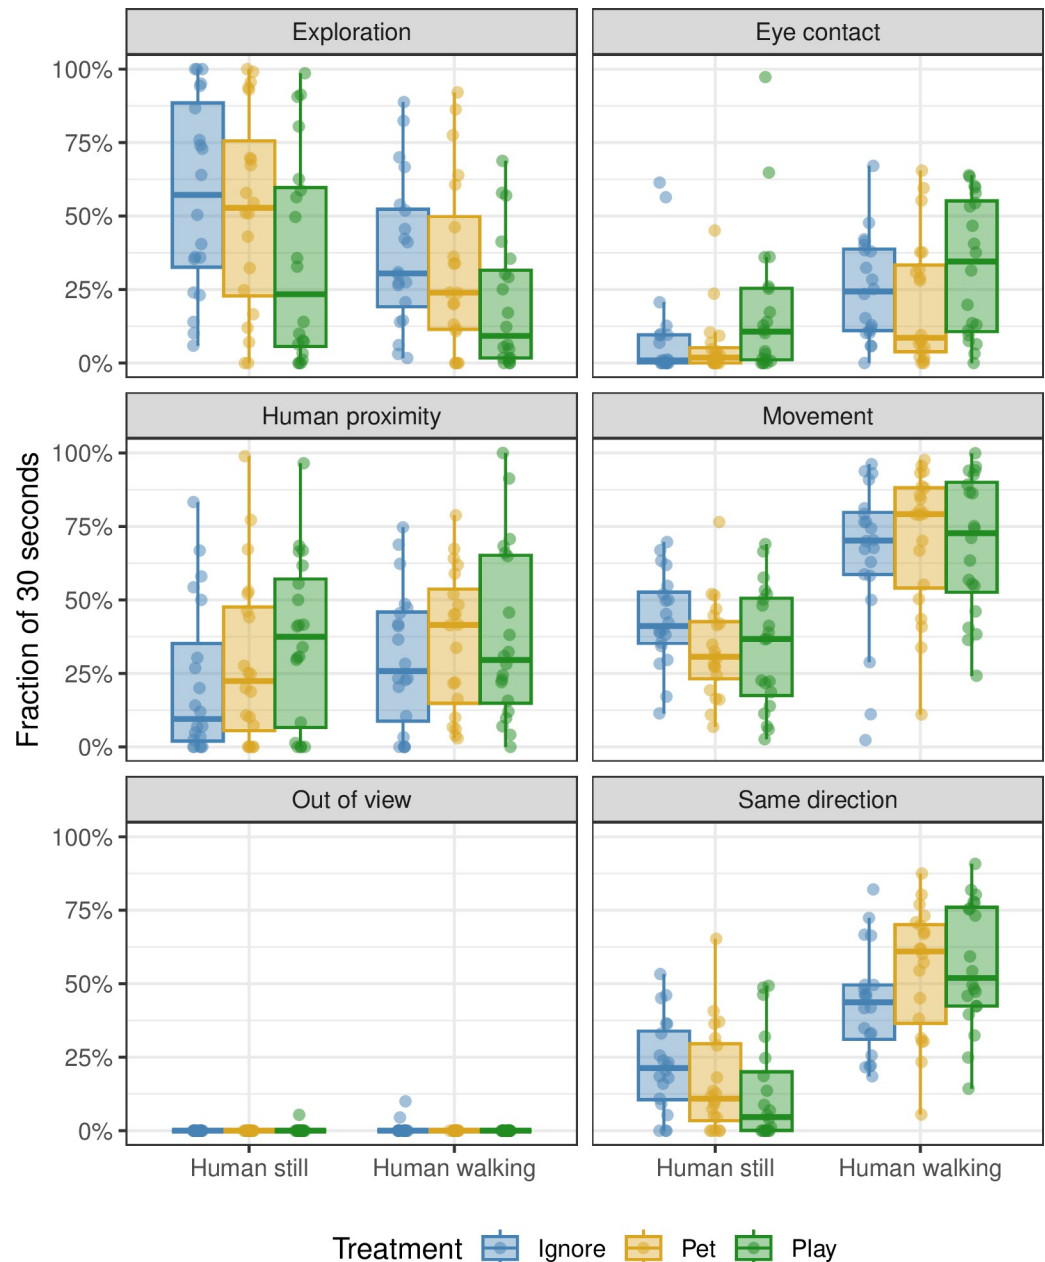 Exploration
Eye contact
100%
75%
50%
25%
0%
Human proximity
Movement
100%
75%
50%
25%
0%
Out of view
Same direction
100%
75%
50%
25%
0%
Fraction of 30 seconds
Human still
Human walking
Human still
Human walking
Treatment Ignore Pet Play